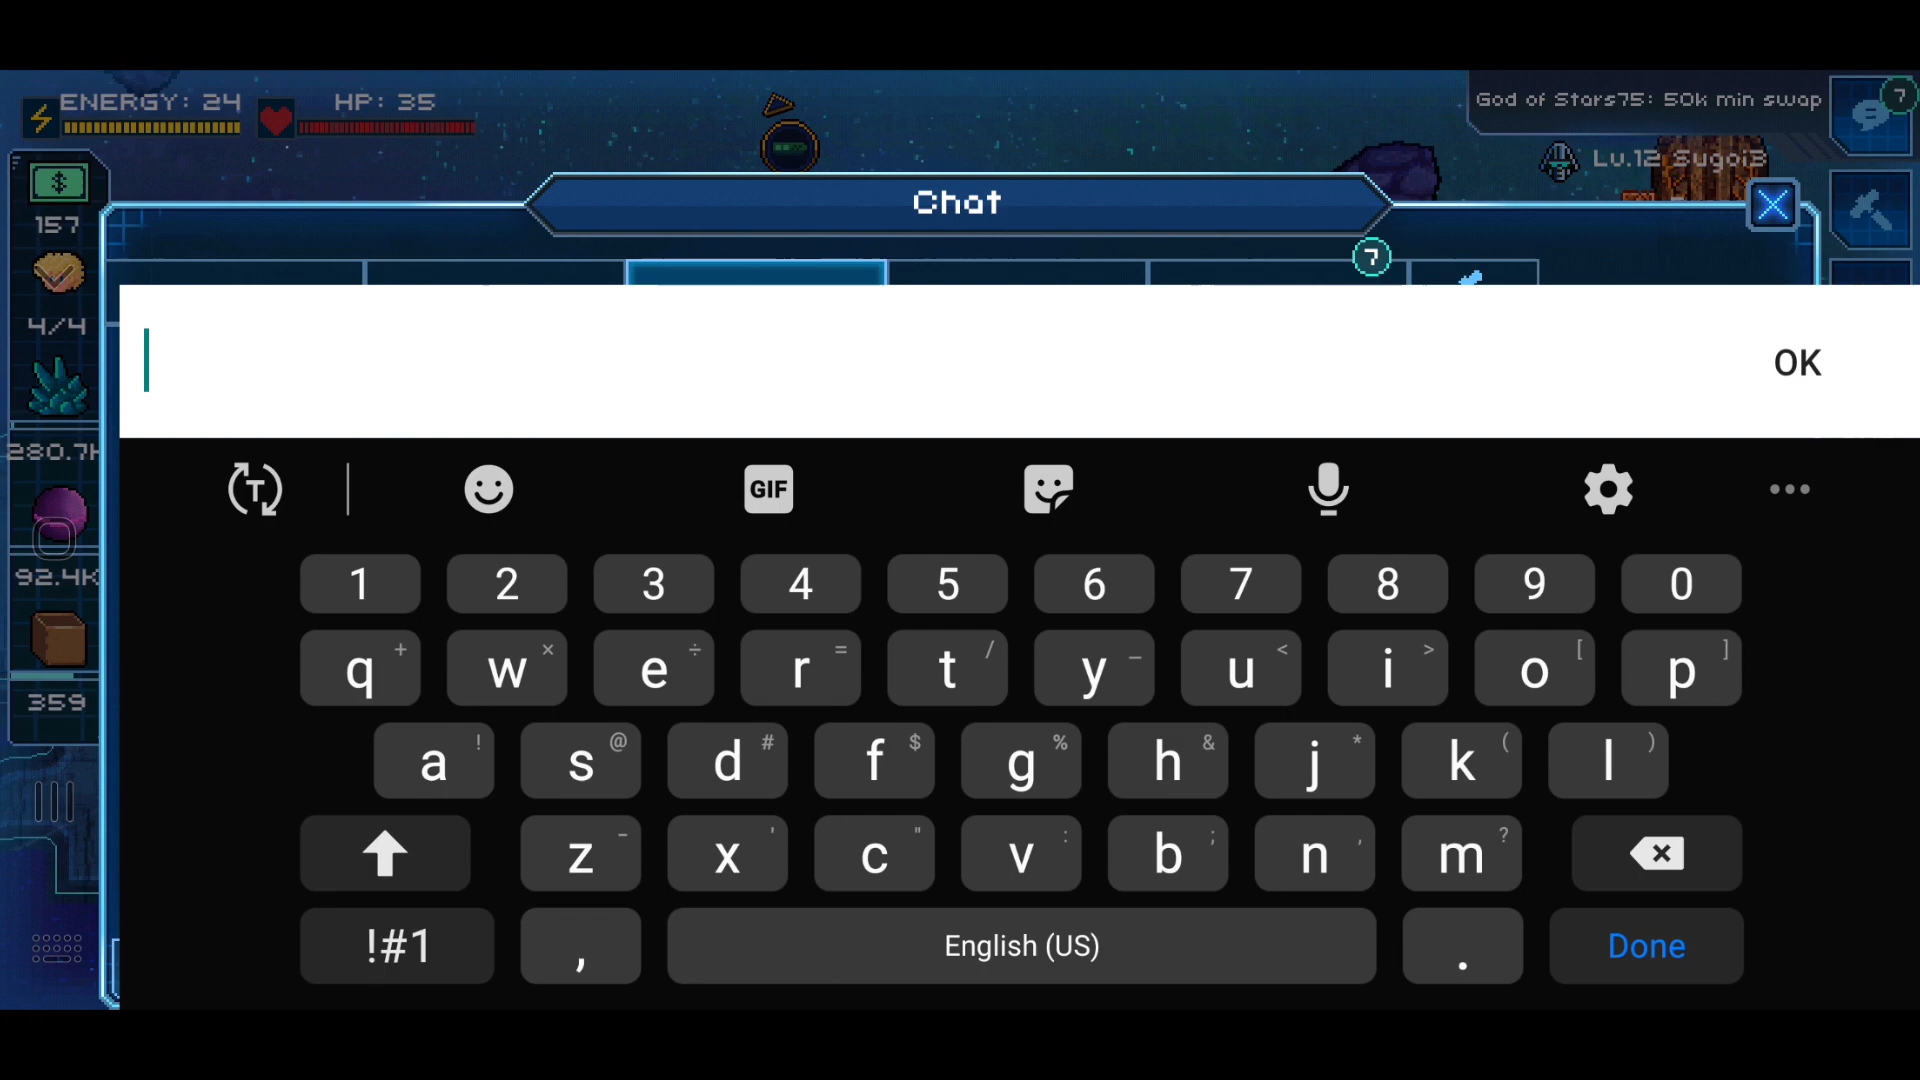 ENERGY: 24
HP: 35
God of Stars75: 50k min swap
7
$
157
Lv.12 Sugoi3
Chat
7
4/4
OK
280.7K
T
GIF
92.4K
1 2 3 4 5 6 7 8 9 0
q + w × e ÷ r = t / y _ u < i > o [ p ]
359
a ! s @ d # f $ g % h & j * k ( l )
z - x ' c " v : b ; n , m ?
!#1 , English (US) . Done